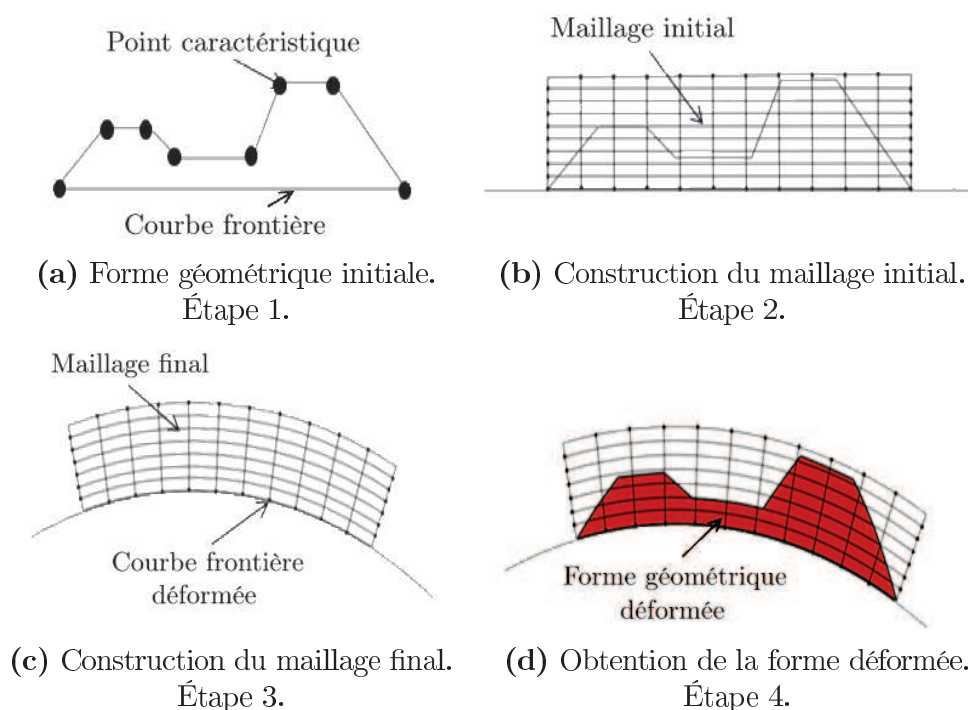 Point caractéristique
Courbe frontière
(a) Forme géométrique initiale.
Étape 1.
Maillage initial
(b) Construction du maillage initial.
Étape 2.
Maillage final
Courbe frontière
déformée
(c) Construction du maillage final.
Étape 3.
Forme géométrique
déformée
(d) Obtention de la forme déformée.
Étape 4.